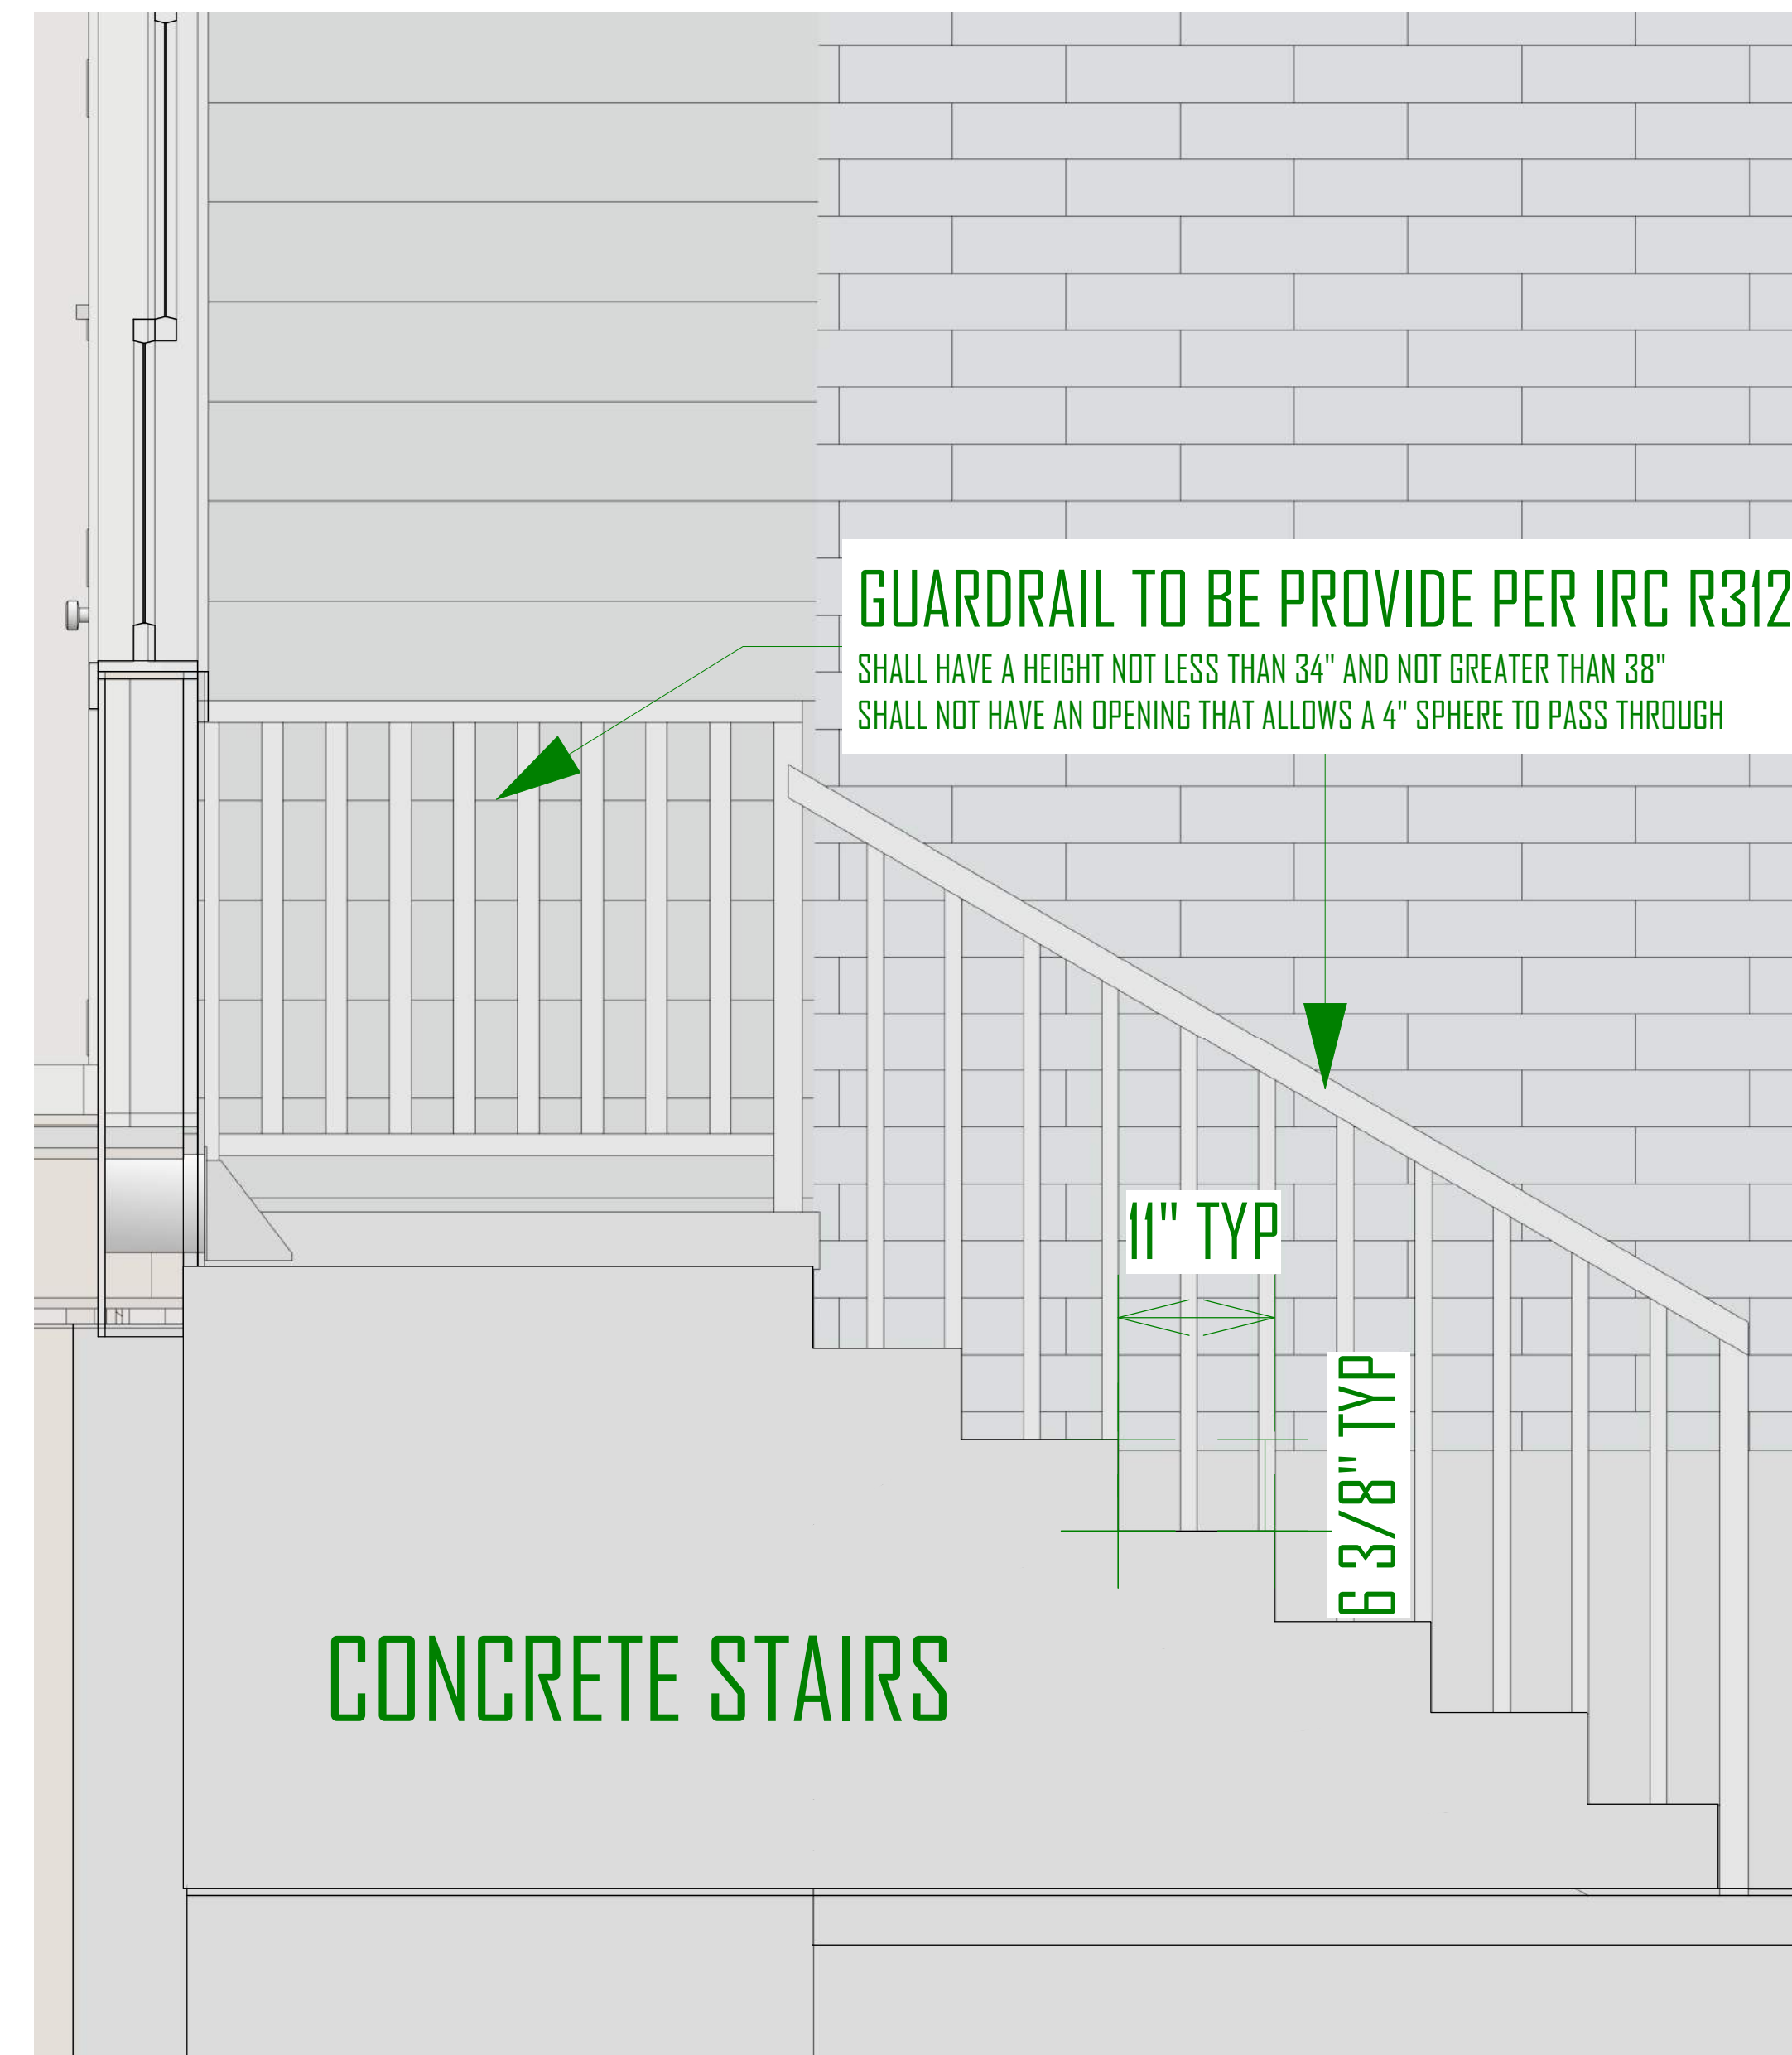 GUARDRAIL TO BE PROVIDE PER IRC R312
SHALL HAVE A HEIGHT NOT LESS THAN 34" AND NOT GREATER THAN 38"
SHALL NOT HAVE AN OPENING THAT ALLOWS A 4" SPHERE TO PASS THROUGH
11" TYP
6 3/8" TYP
CONCRETE STAIRS